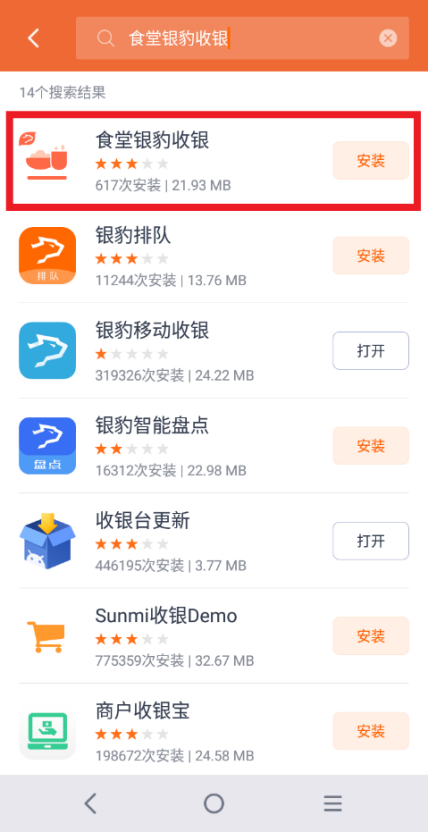 食堂银豹收银
14个搜索结果
食堂银豹收银
617次安装 | 21.93 MB
安装
银豹排队
11244次安装 | 13.76 MB
安装
排队
银豹移动收银
319326次安装 | 24.22 MB
打开
银豹智能盘点
16312次安装 | 22.98 MB
安装
盘点
收银台更新
446195次安装 | 3.77 MB
打开
Sunmi收银Demo
775359次安装 | 32.67 MB
安装
商户收银宝
198672次安装 | 24.58 MB
安装